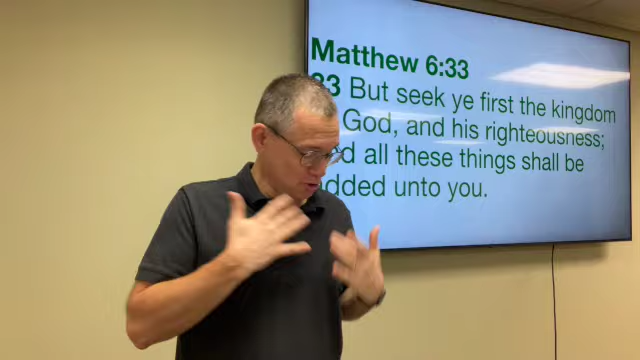 Matthew 6:33
33 But seek ye first the kingdom
God, and his righteousness;
all these things shall be
unto you.